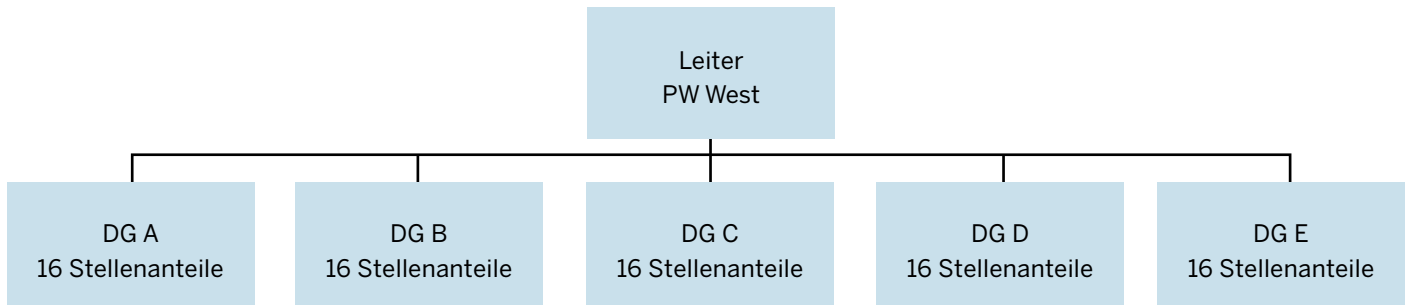 Leiter
PW West
DG A
16 Stellenanteile
DG B
16 Stellenanteile
DG C
16 Stellenanteile
DG D
16 Stellenanteile
DG E
16 Stellenanteile